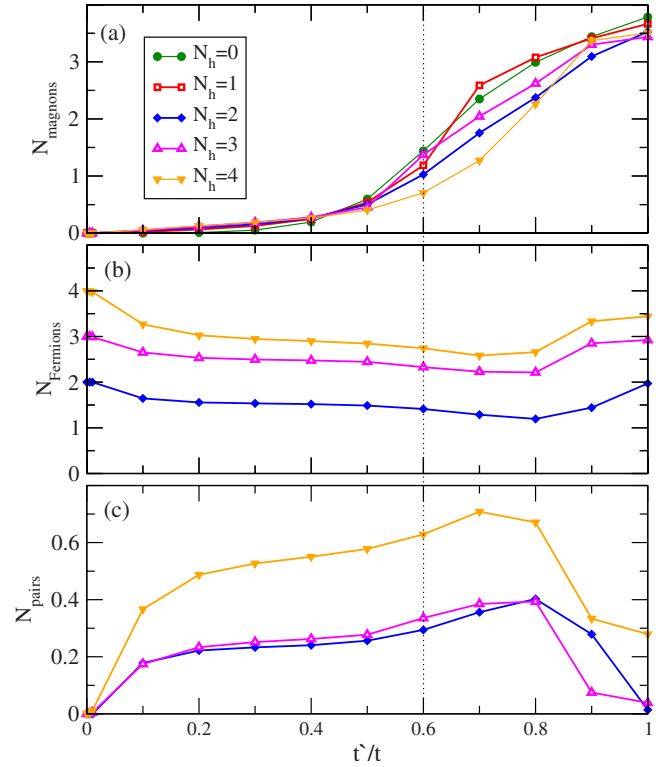 (a)
N_h=0
N_h=1
N_h=2
N_h=3
N_h=4
N_magnons
3
2
1
0
(b)
N_Fermions
4
3
2
1
0
(c)
N_pairs
0.6
0.4
0.2
0
0 0.2 0.4 0.6 0.8 1
t`/t